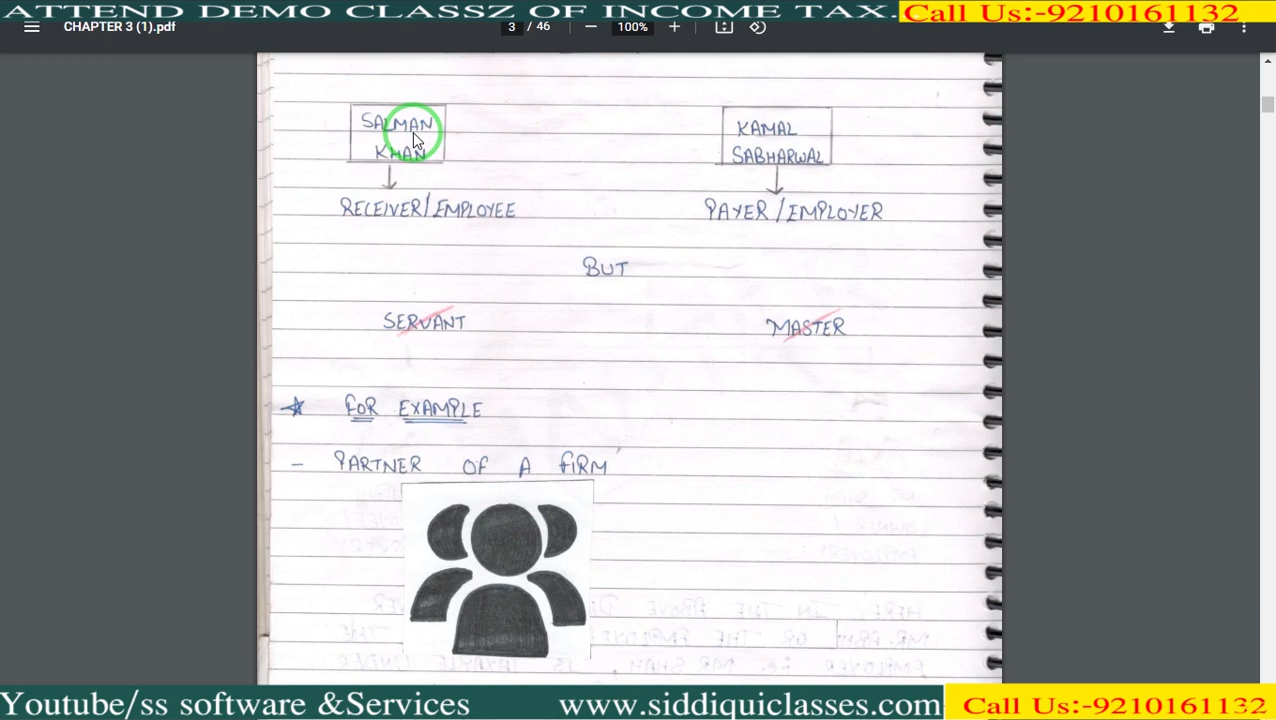 ATTEND DEMO CLASSZ OF INCOME TAX.
Call Us:-9210161132
CHAPTER 3 (1).pdf
3 / 46
100%
SALMAN
KHAN
KAMAL
SABHARWAL
RECEIVER/EMPLOYEE
PAYER/EMPLOYER
BUT
SERVANT
MASTER
FOR EXAMPLE
- PARTNER OF A FIRM
Youtube/ss software &Services
www.siddiquiclasses.com
Call Us:-9210161132